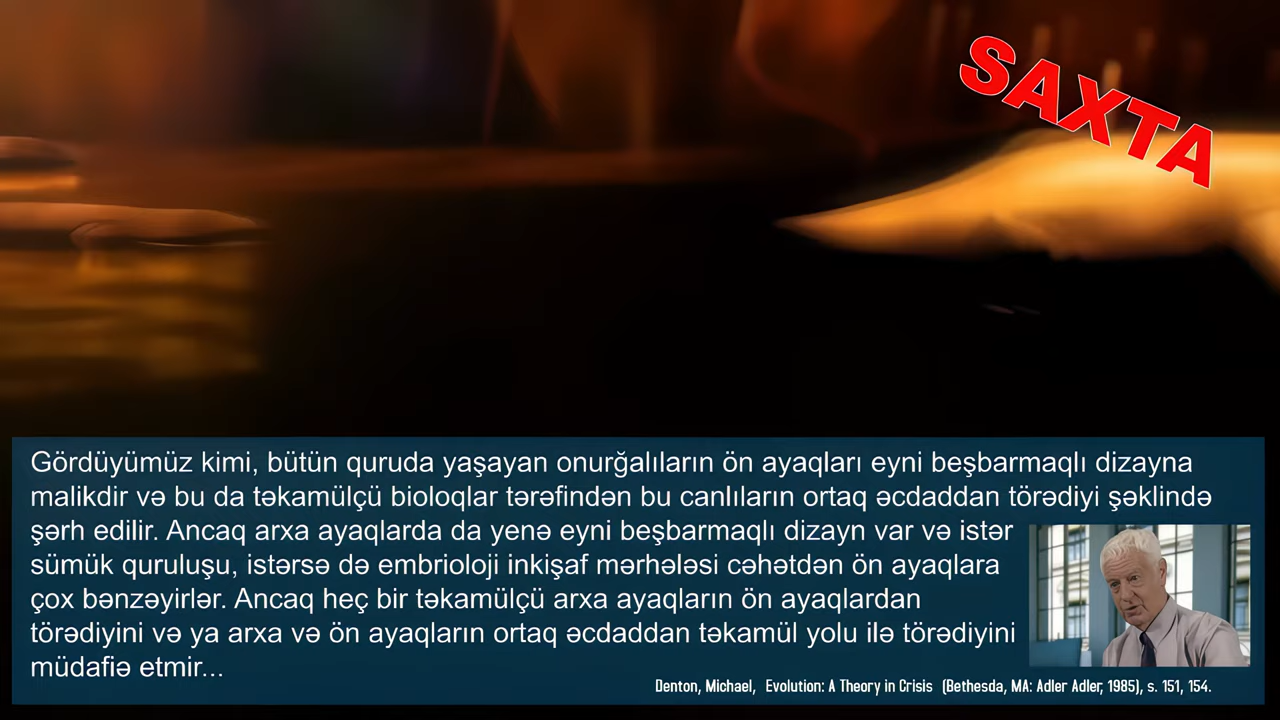 SAXTA
Gördüyümüz kimi, bütün quruda yaşayan onurğalıların ön ayaqları eyni beşbarmaqlı dizayna
malikdir və bu da təkamülçü bioloqlar tərəfindən bu canlıların ortaq əcdaddan törədiyi şəklində
şərh edilir. Ancaq arxa ayaqlarda da yenə eyni beşbarmaqlı dizayn var və istər
sümük quruluşu, istərsə də embrioloji inkişaf mərhələsi cəhətdən ön ayaqlara
çox bənzəyirlər. Ancaq heç bir təkamülçü arxa ayaqların ön ayaqlardan
törədiyini və ya arxa və ön ayaqların ortaq əcdaddan təkamül yolu ilə törədiyini
müdafiə etmir...
Denton, Michael, Evolution: A Theory in Crisis (Bethesda, MA: Adler Adler, 1985), s. 151, 154.